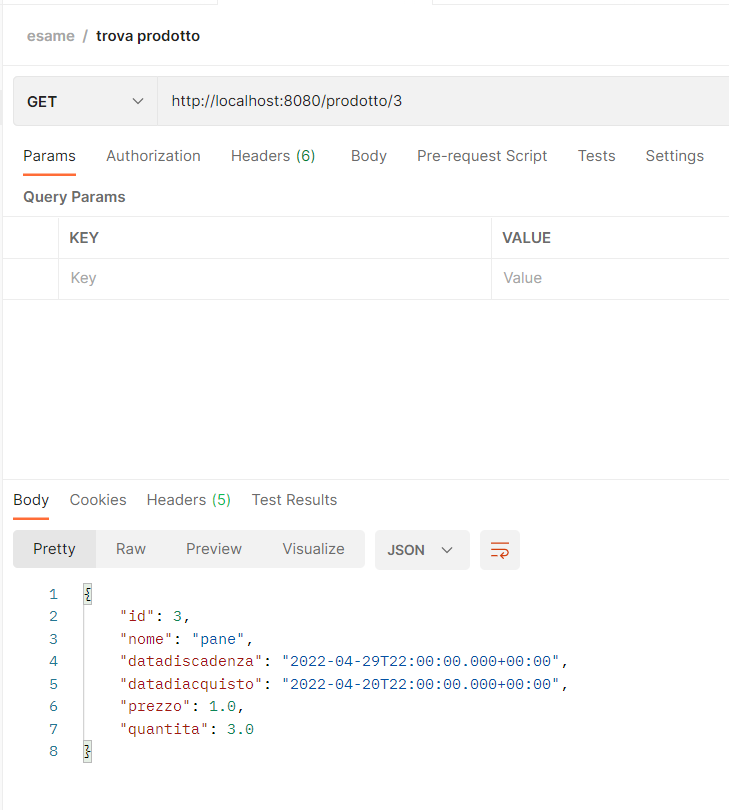 esame / trova prodotto
GET http://localhost:8080/prodotto/3
Params Authorization Headers (6) Body Pre-request Script Tests Settings
Query Params
KEY VALUE
Key Value
Body Cookies Headers (5) Test Results
Pretty Raw Preview Visualize JSON
1 {
2 "id": 3,
3 "nome": "pane",
4 "datadiscadenza": "2022-04-29T22:00:00.000+00:00",
5 "datadiacquisto": "2022-04-20T22:00:00.000+00:00",
6 "prezzo": 1.0,
7 "quantita": 3.0
8 }